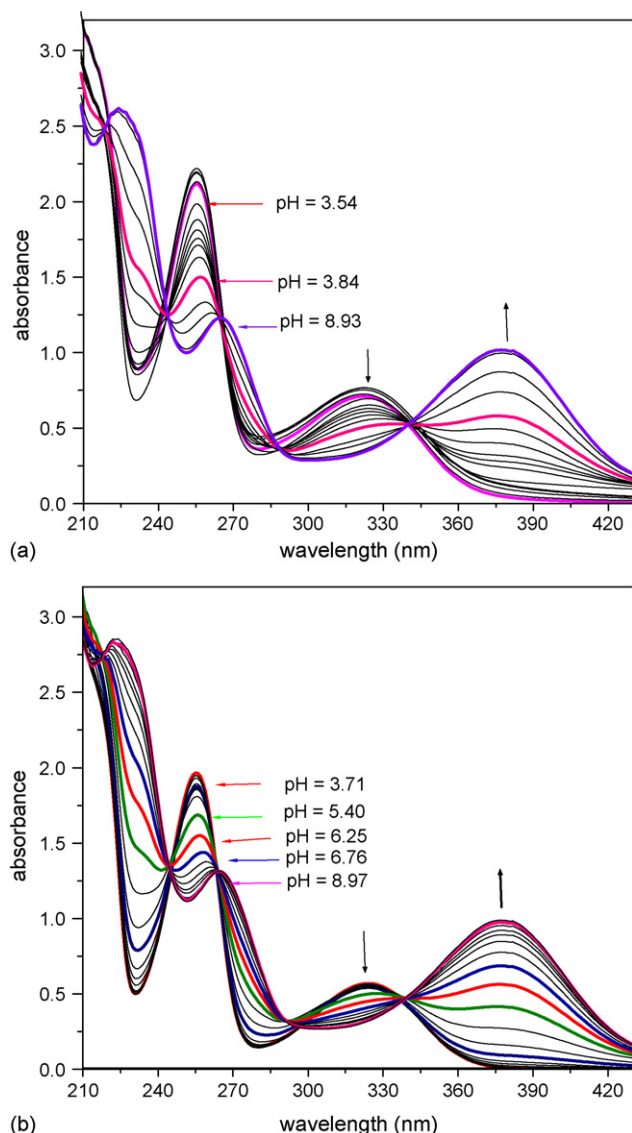 3.0
2.5
2.0
1.5
1.0
0.5
0.0
absorbance
pH = 3.54
pH = 3.84
pH = 8.93
210 240 270 300 330 360 390 420
(a) wavelength (nm)
3.0
2.5
2.0
1.5
1.0
0.5
0.0
absorbance
pH = 3.71
pH = 5.40
pH = 6.25
pH = 6.76
pH = 8.97
210 240 270 300 330 360 390 420
(b) wavelength (nm)